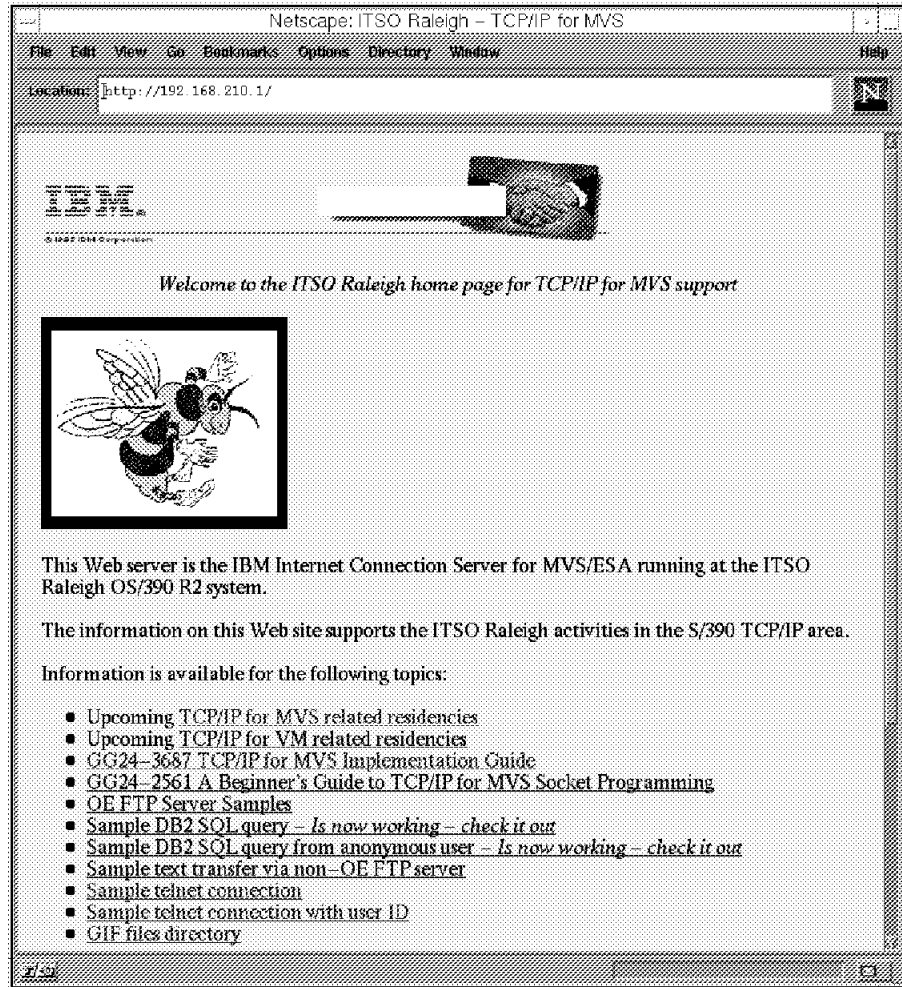 Netscape: ITSO Raleigh – TCP/IP for MVS
File Edit View Go Bookmarks Options Directory Window Help
Location: http://192.168.210.1/
N
IBM®
Welcome to the ITSO Raleigh home page for TCP/IP for MVS support
This Web server is the IBM Internet Connection Server for MVS/ESA running at the ITSO
Raleigh OS/390 R2 system.
The information on this Web site supports the ITSO Raleigh activities in the S/390 TCP/IP area.
Information is available for the following topics:
Upcoming TCP/IP for MVS related residencies
Upcoming TCP/IP for VM related residencies
GG24–3687 TCP/IP for MVS Implementation Guide
GG24–2561 A Beginner's Guide to TCP/IP for MVS Socket Programming
OE FTP Server Samples
Sample DB2 SQL query – Is now working – check it out
Sample DB2 SQL query from anonymous user – Is now working – check it out
Sample text transfer via non–OE FTP server
Sample telnet connection
Sample telnet connection with user ID
GIF files directory